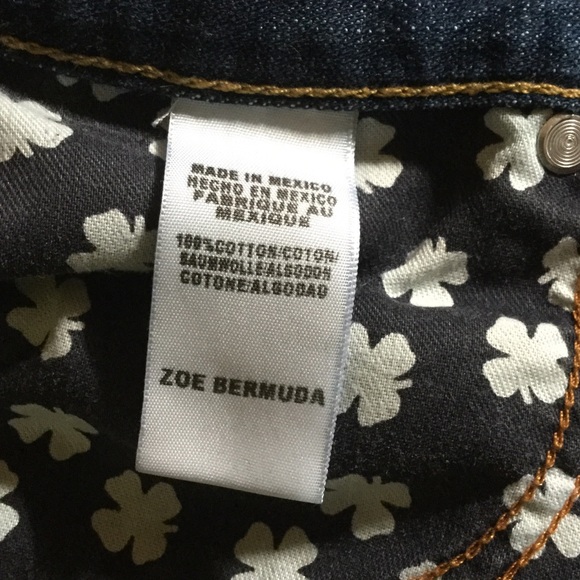 MADE IN MEXICO
HECHO EN MEXICO
FABRIQUE AU
MEXIQUE
100%COTTON/COTON/
BAUMWOLLE/ALGODON
COTONE/ALGODAO
ZOE BERMUDA